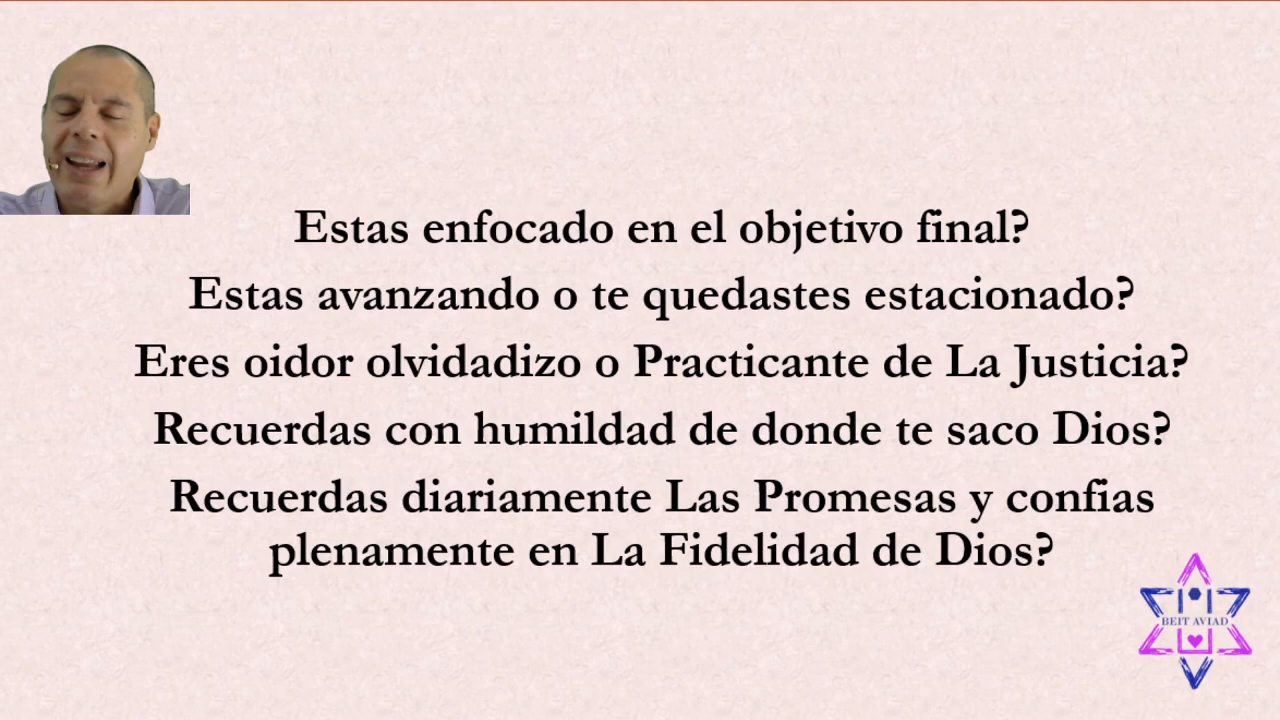 Estas enfocado en el objetivo final?
Estas avanzando o te quedastes estacionado?
Eres oidor olvidadizo o Practicante de La Justicia?
Recuerdas con humildad de donde te saco Dios?
Recuerdas diariamente Las Promesas y confias
plenamente en La Fidelidad de Dios?
BEIT AVIAD